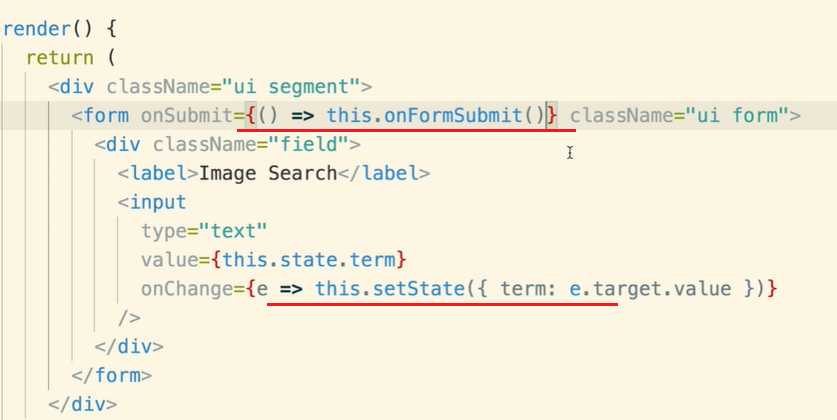 render() {
return (
<div className="ui segment">
<form onSubmit={() => this.onFormSubmit()} className="ui form">
<div className="field">
<label>Image Search</label>
<input
type="text"
value={this.state.term}
onChange={e => this.setState({ term: e.target.value })}
/>
</div>
</form>
</div>